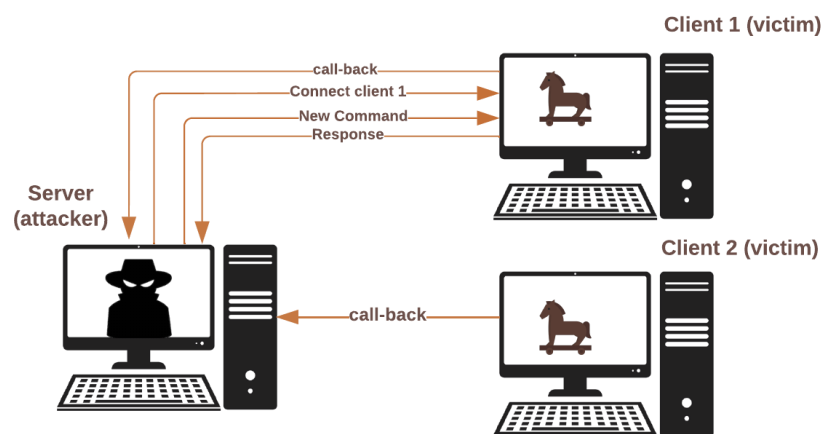 Client 1 (victim)
call-back
Connect client 1
New Command
Response
Server
(attacker)
Client 2 (victim)
call-back